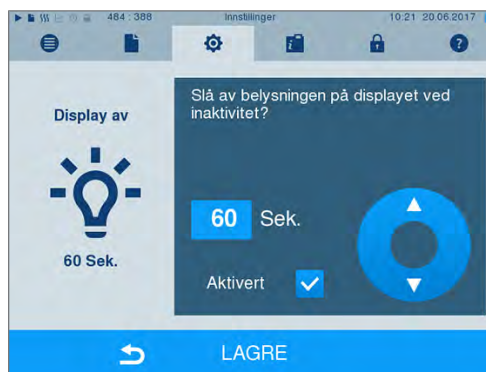 484 : 388 Innstillinger 10:21 20.06.2017
Display av
60 Sek.
Slå av belysningen på displayet ved
inaktivitet?
60 Sek.
Aktivert
LAGRE